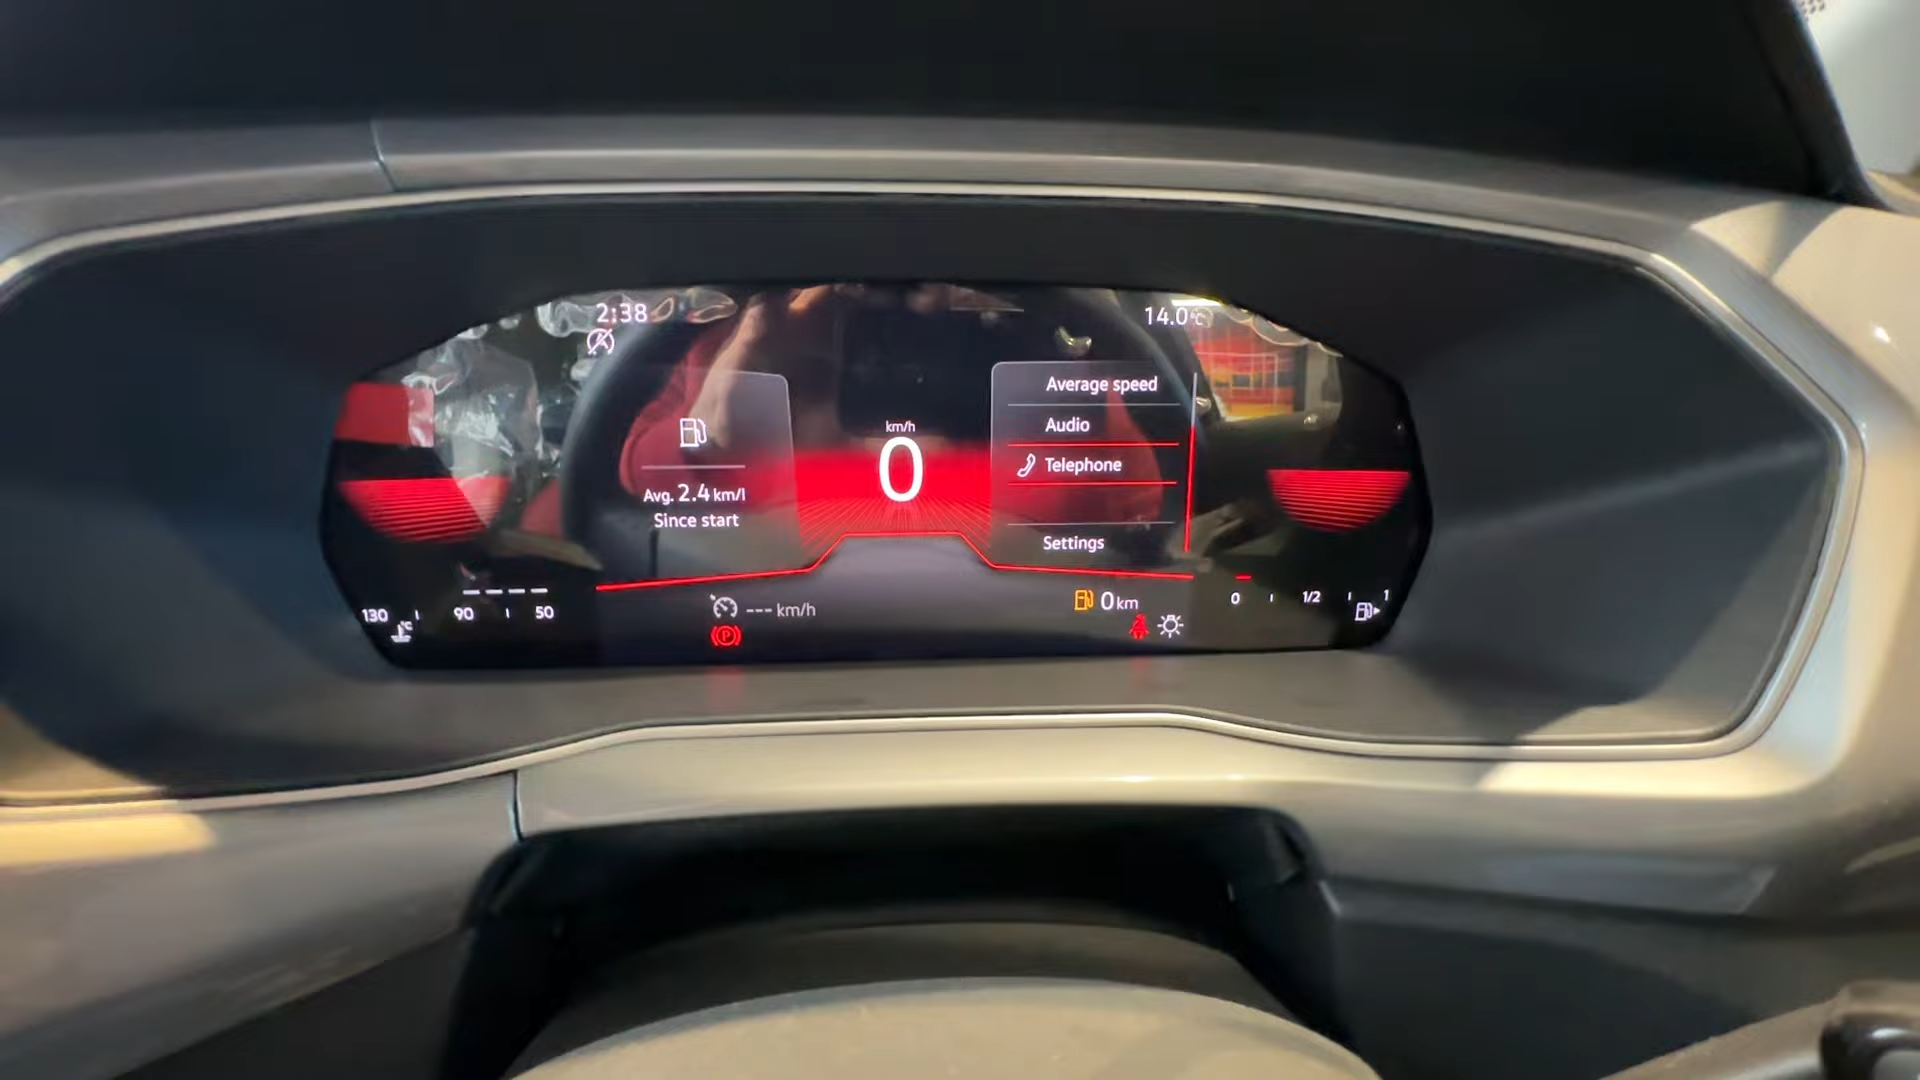 2:38
14.0°C
Average speed
Audio
Telephone
Settings
Avg. 2.4 km/l
Since start
km/h
0
130 90 50
°C
--- km/h
P
0 km
0 1/2 1